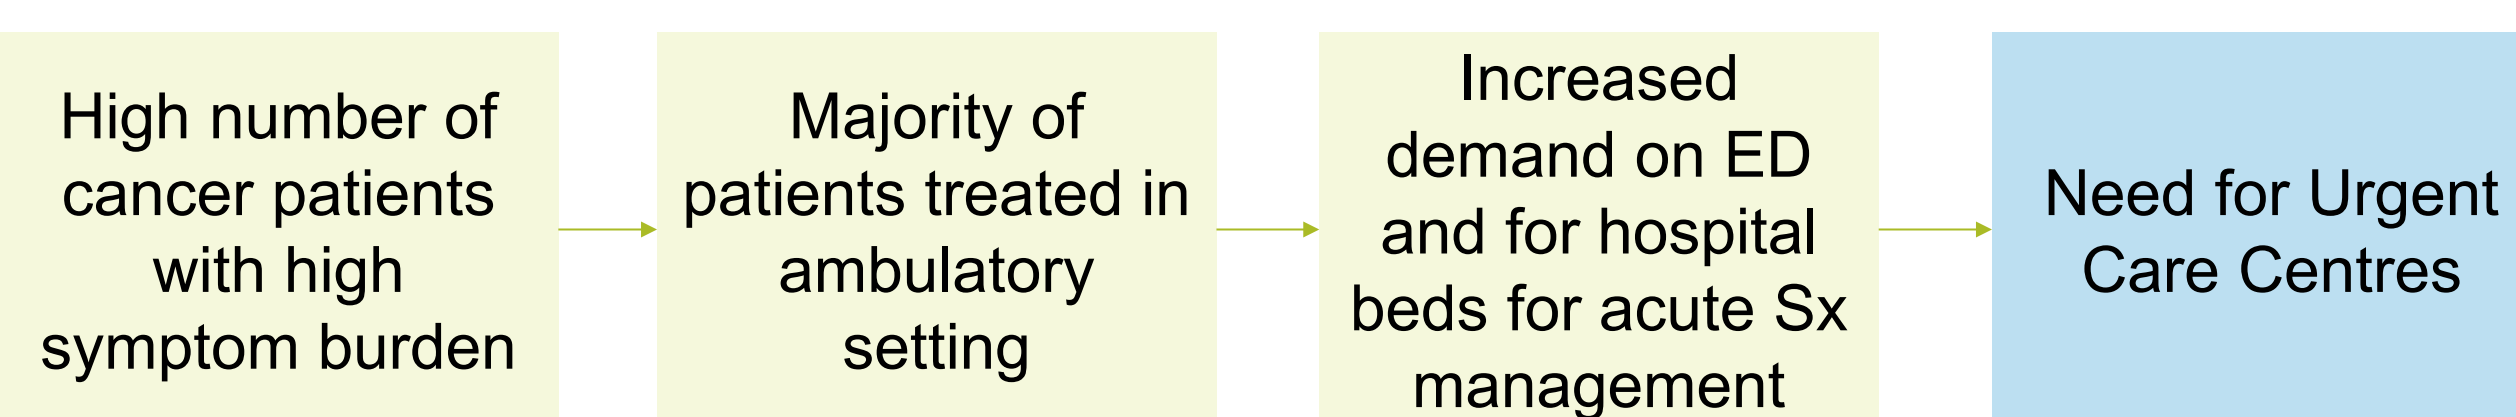 High number of
cancer patients
with high
symptom burden
Majority of
patients treated in
ambulatory
setting
Increased
demand on ED
and for hospital
beds for acute Sx
management
Need for Urgent
Care Centres